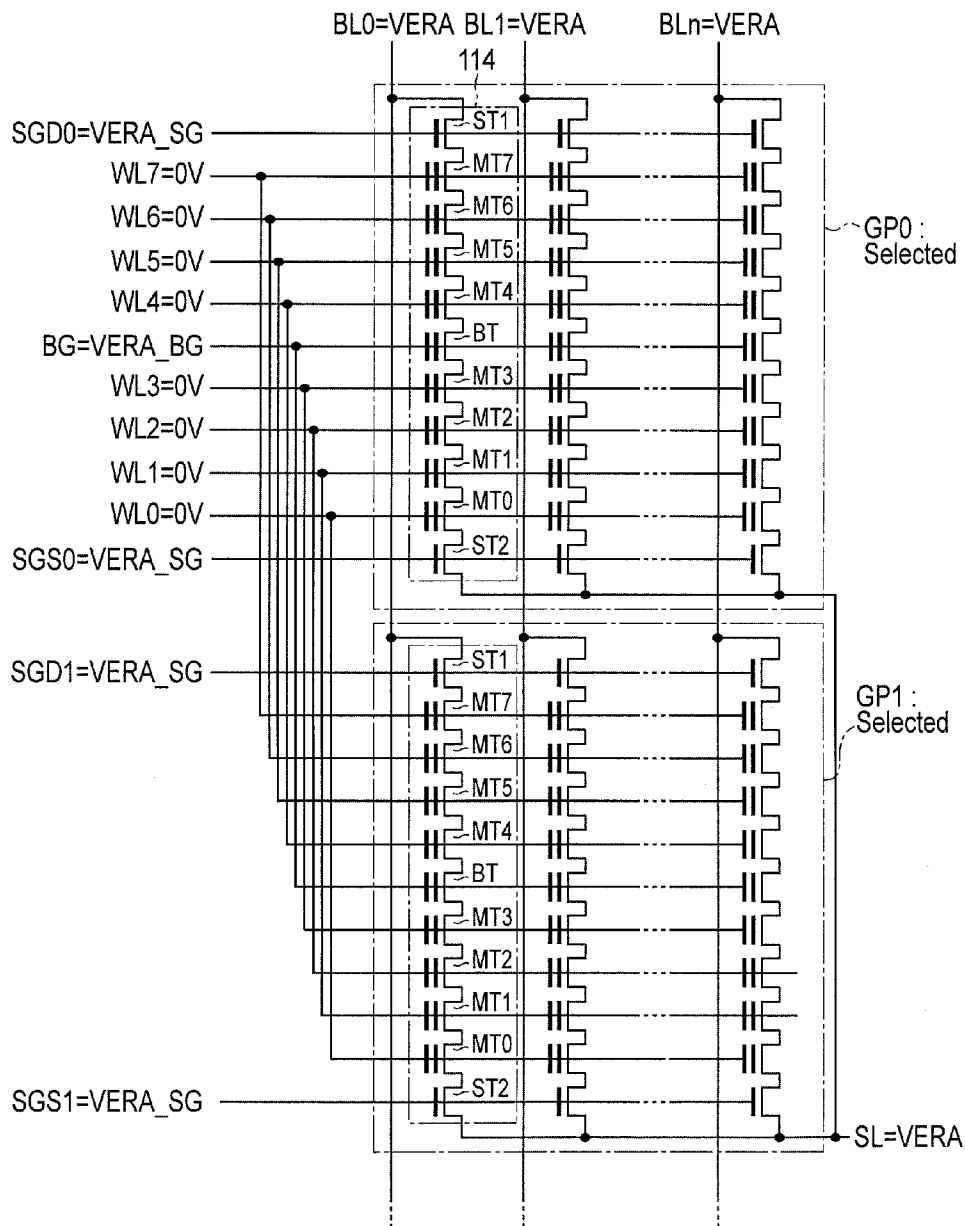 BL0=VERA BL1=VERA BLn=VERA
114
SGD0=VERA_SG
ST1
WL7=0V
MT7
WL6=0V
MT6
GP0 :
Selected
WL5=0V
MT5
WL4=0V
MT4
BG=VERA_BG
BT
WL3=0V
MT3
WL2=0V
MT2
WL1=0V
MT1
WL0=0V
MT0
SGS0=VERA_SG
ST2
SGD1=VERA_SG
ST1
GP1 :
Selected
MT7
MT6
MT5
MT4
BT
MT3
MT2
MT1
MT0
SGS1=VERA_SG
ST2
SL=VERA